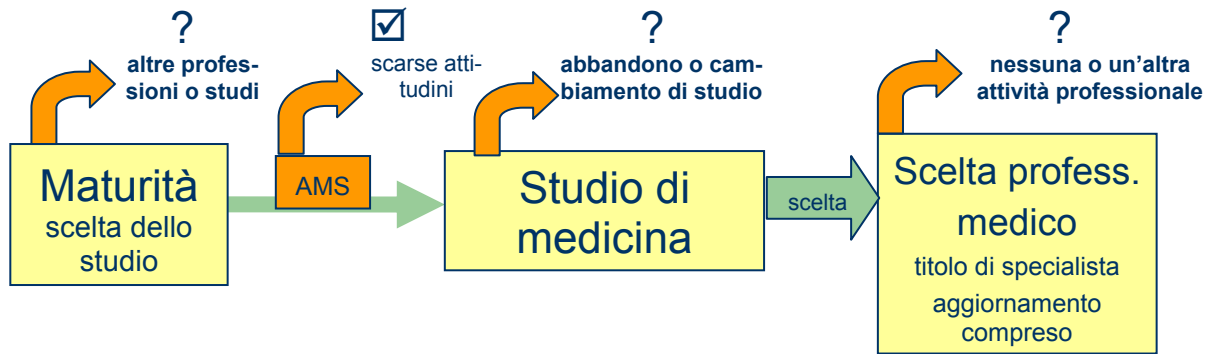 ?
altre profes-
sioni o studi
☑
scarse atti-
tudini
?
abbandono o cam-
biamento di studio
?
nessuna o un'altra
attività professionale
Maturità
scelta dello
studio
AMS
Studio di
medicina
scelta
Scelta profess.
medico
titolo di specialista
aggiornamento
compreso